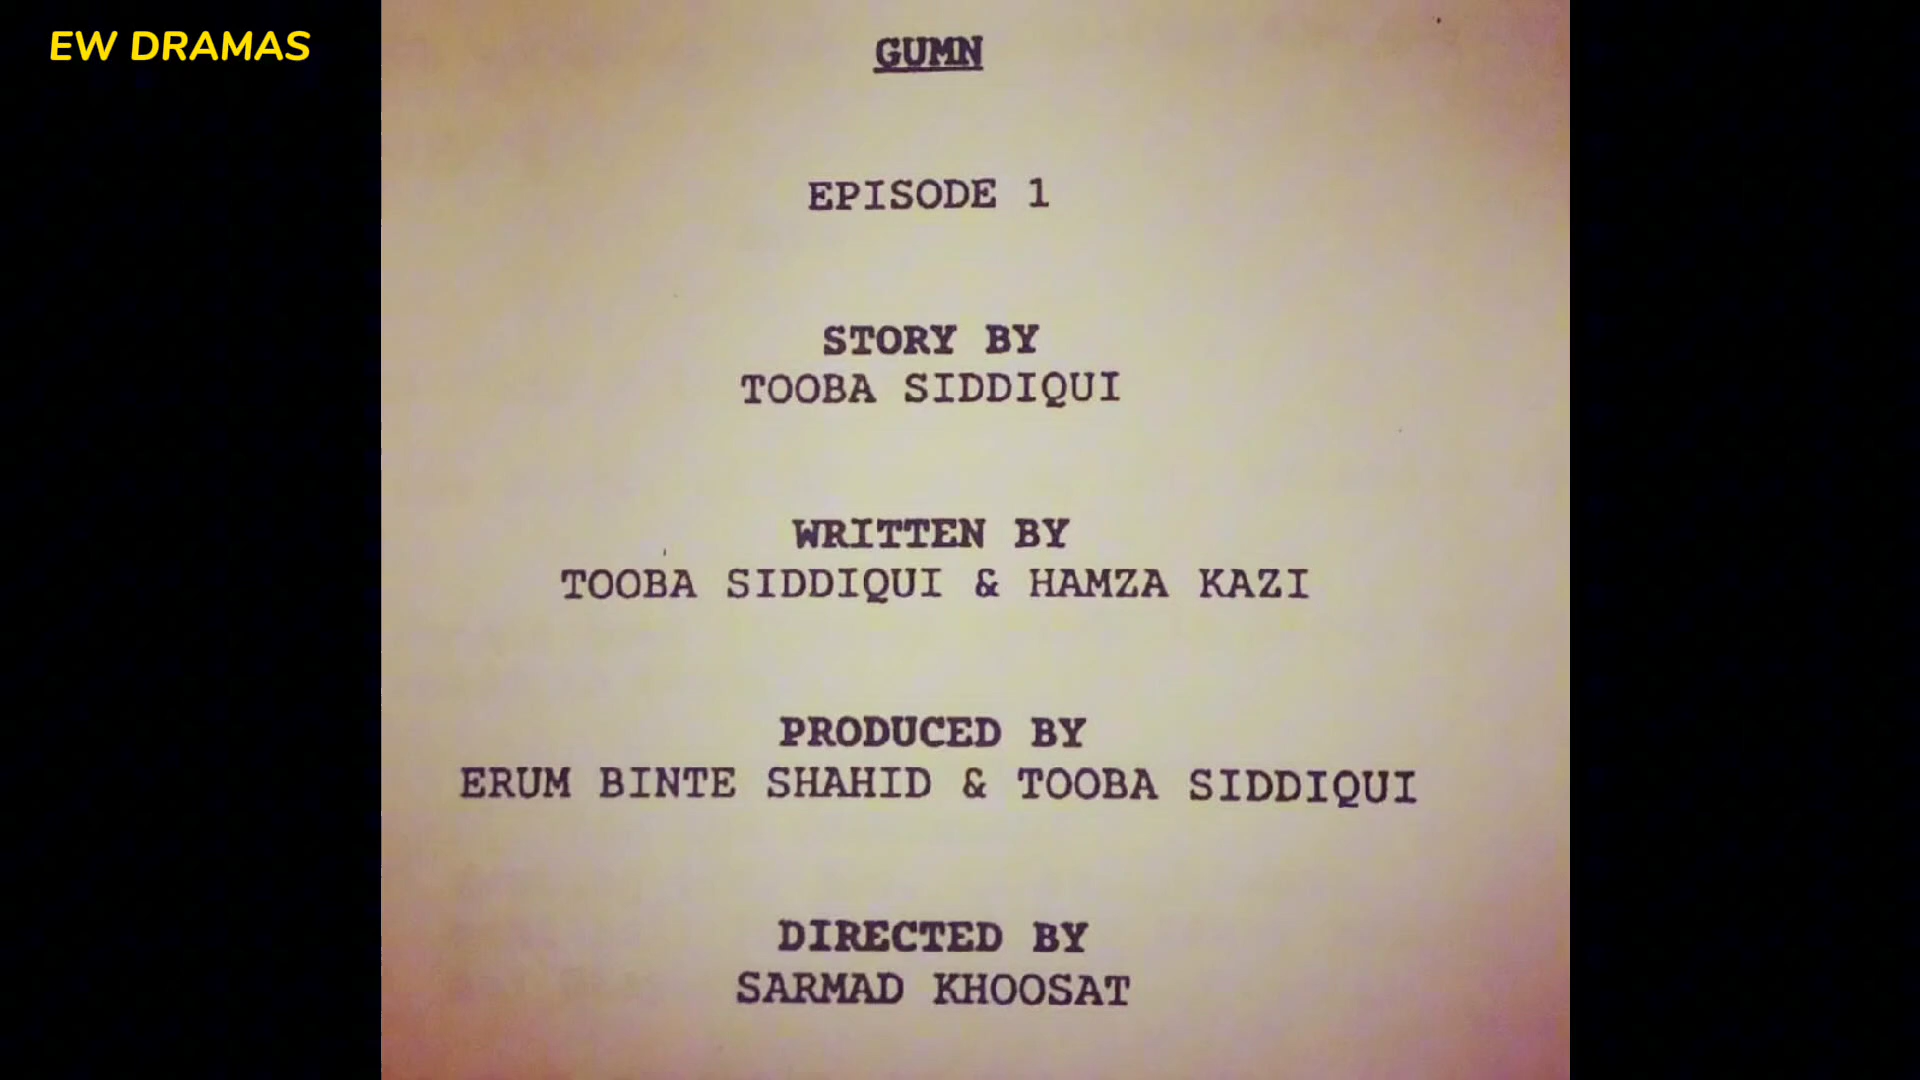 EW DRAMAS
GUMN
EPISODE 1
STORY BY
TOOBA SIDDIQUI
WRITTEN BY
TOOBA SIDDIQUI & HAMZA KAZI
PRODUCED BY
ERUM BINTE SHAHID & TOOBA SIDDIQUI
DIRECTED BY
SARMAD KHOOSAT